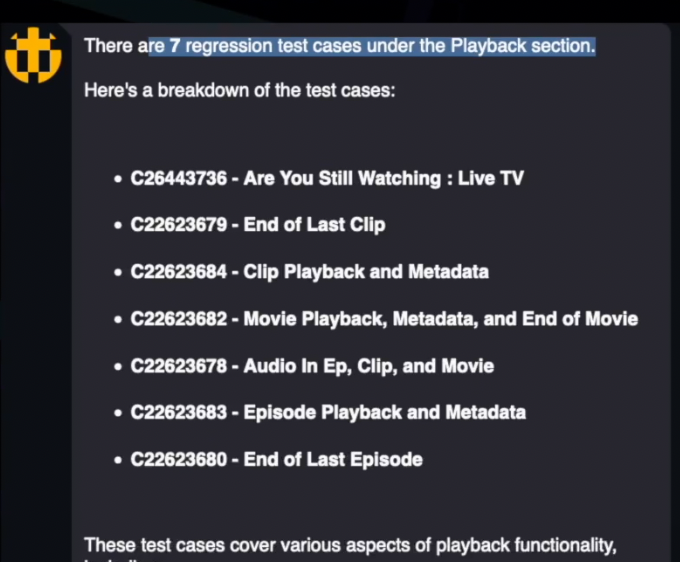 There are 7 regression test cases under the Playback section.
Here's a breakdown of the test cases:
• C26443736 - Are You Still Watching : Live TV
• C22623679 - End of Last Clip
• C22623684 - Clip Playback and Metadata
• C22623682 - Movie Playback, Metadata, and End of Movie
• C22623678 - Audio In Ep, Clip, and Movie
• C22623683 - Episode Playback and Metadata
• C22623680 - End of Last Episode
These test cases cover various aspects of playback functionality,